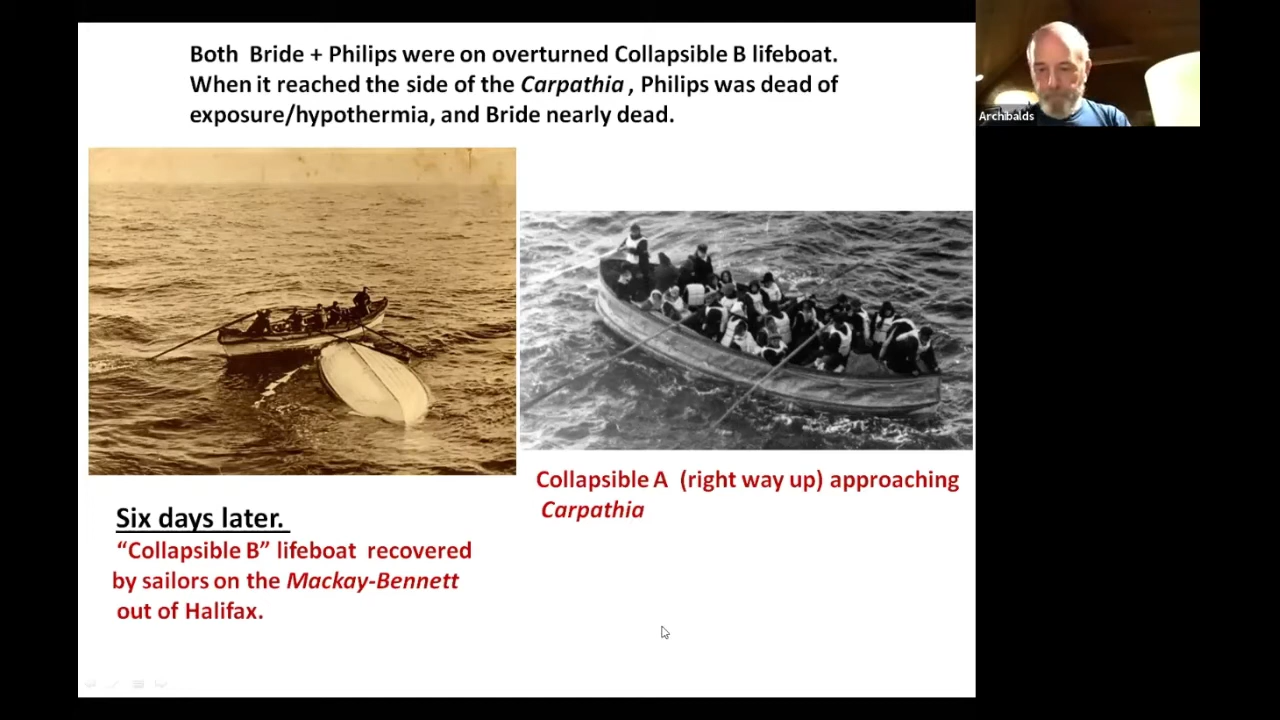 Both Bride + Philips were on overturned Collapsible B lifeboat.
When it reached the side of the Carpathia , Philips was dead of
exposure/hypothermia, and Bride nearly dead.
Archibalds
Collapsible A (right way up) approaching
Carpathia
Six days later.
“Collapsible B” lifeboat recovered
by sailors on the Mackay-Bennett
out of Halifax.